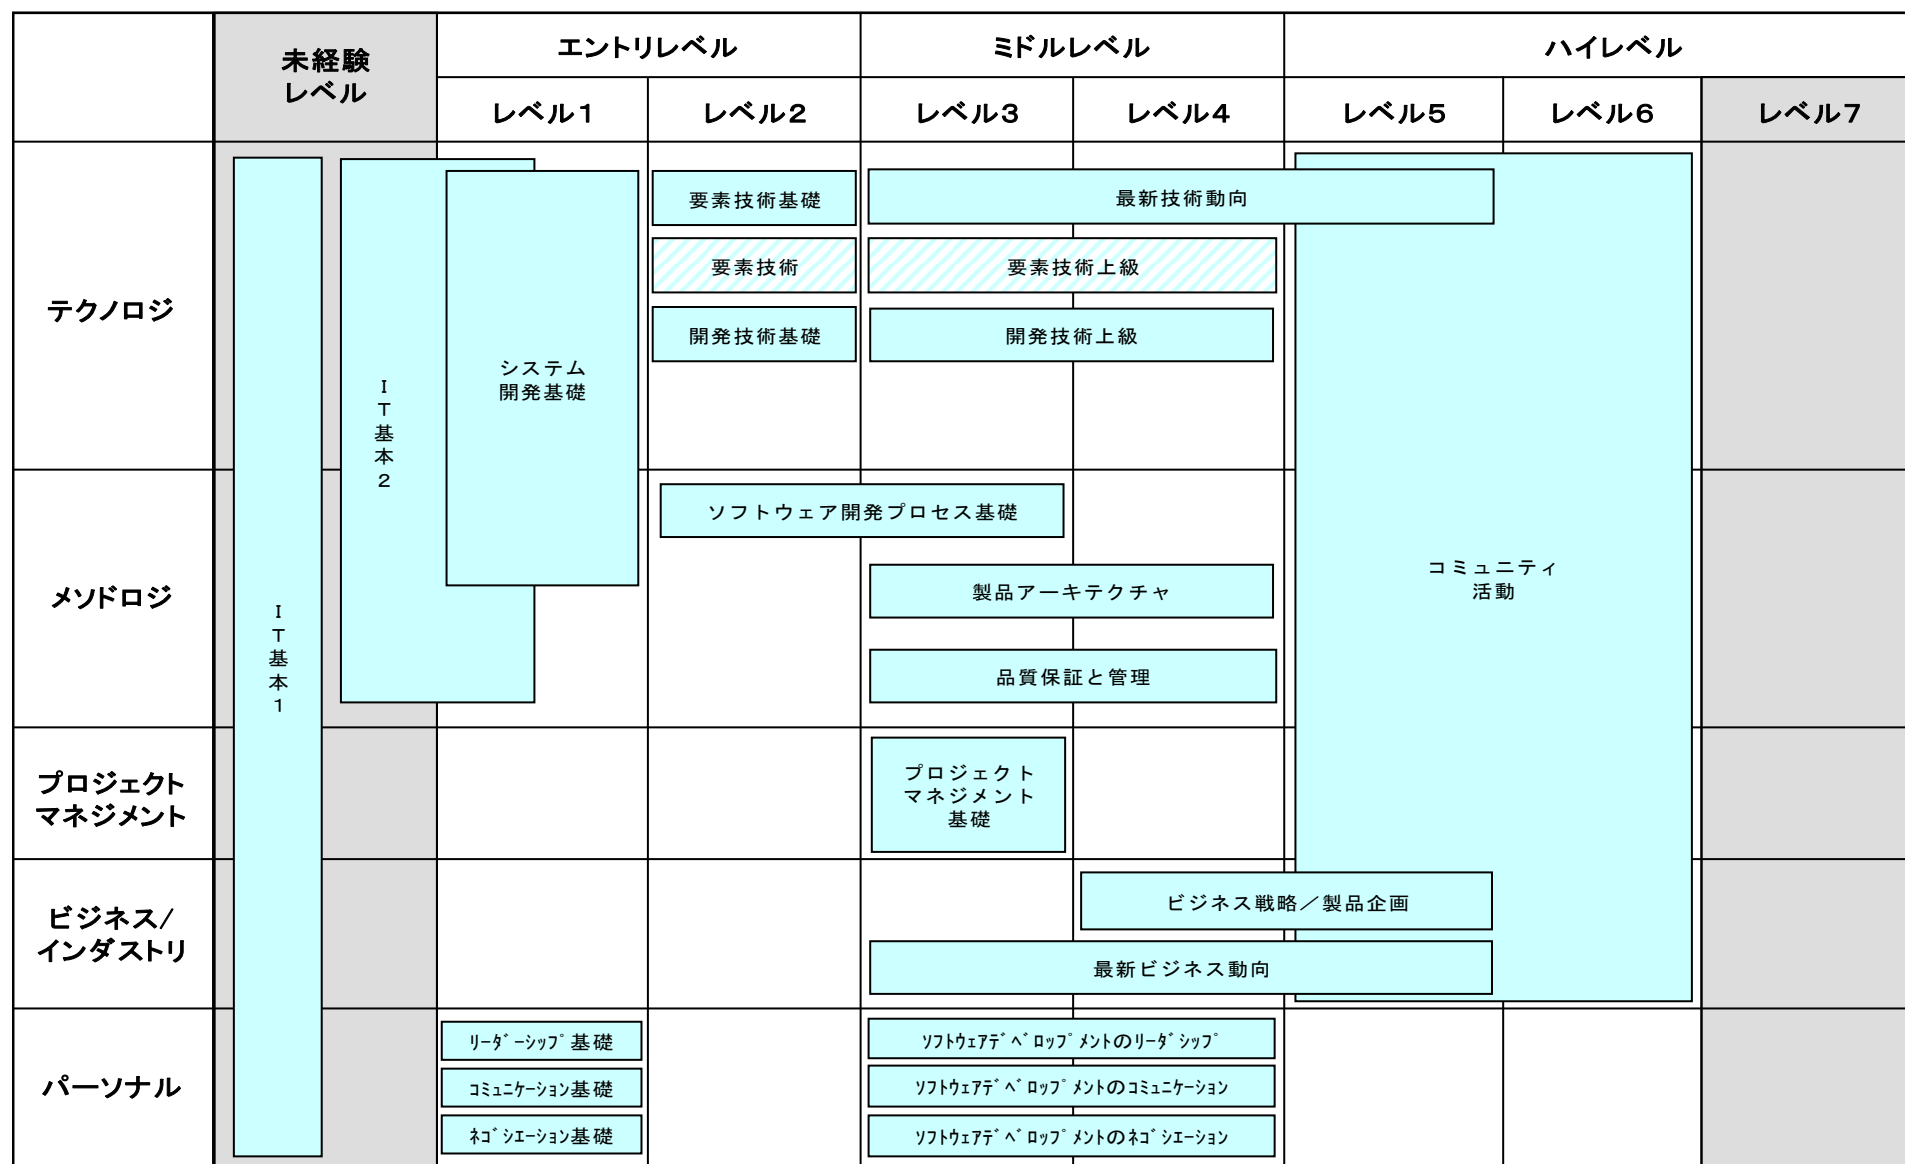 未経験
レベル
エントリレベル
ミドルレベル
ハイレベル
レベル1
レベル2
レベル3
レベル4
レベル5
レベル6
レベル7
テクノロジ
メソドロジ
プロジェクト
マネジメント
ビジネス/
インダストリ
パーソナル
ＩＴ基本１
ＩＴ基本２
システム
開発基礎
要素技術基礎
要素技術
開発技術基礎
最新技術動向
要素技術上級
開発技術上級
ソフトウェア開発プロセス基礎
製品アーキテクチャ
品質保証と管理
プロジェクト
マネジメント
基礎
コミュニティ
活動
ビジネス戦略／製品企画
最新ビジネス動向
ﾘｰﾀﾞｰｼｯﾌﾟ基礎
ｺﾐｭﾆｹｰｼｮﾝ基礎
ﾈｺﾞｼｴｰｼｮﾝ基礎
ｿﾌﾄｳｪｱﾃﾞﾍﾞﾛｯﾌﾟﾒﾝﾄのﾘｰﾀﾞｼｯﾌﾟ
ｿﾌﾄｳｪｱﾃﾞﾍﾞﾛｯﾌﾟﾒﾝﾄのｺﾐｭﾆｹｰｼｮﾝ
ｿﾌﾄｳｪｱﾃﾞﾍﾞﾛｯﾌﾟﾒﾝﾄのﾈｺﾞｼｴｰｼｮﾝ